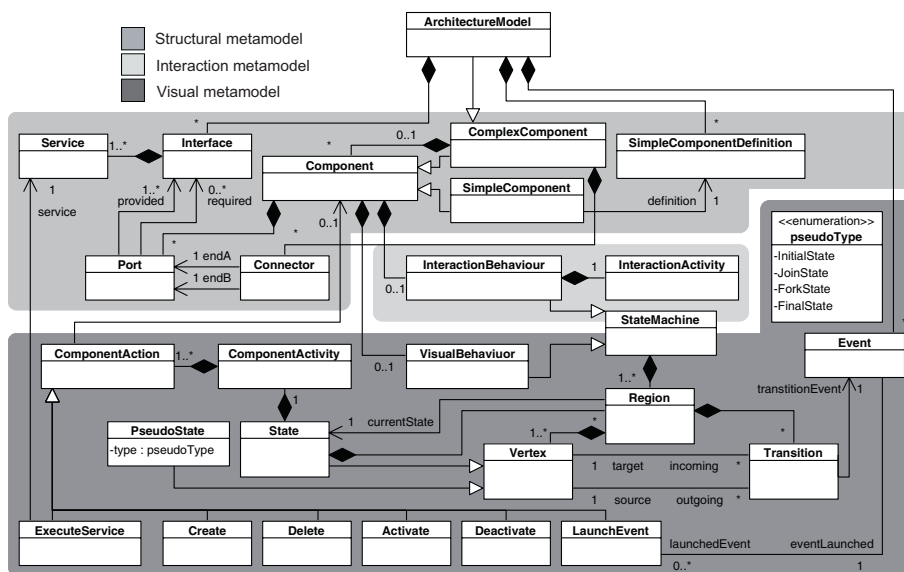 ArchitectureModel
Structural metamodel
Interaction metamodel
Visual metamodel
*
*
*
0..1
Service
1..*
Interface
ComplexComponent
SimpleComponentDefinition
Component
SimpleComponent
1
service
1..*
provided
0..*
required
0..1
definition
1
*
*
<<enumeration>>
pseudoType
-InitialState
-JoinState
-ForkState
-FinalState
Port
1 endA
1 endB
Connector
InteractionBehaviour
1
InteractionActivity
0..1
StateMachine
*
ComponentAction
1..*
ComponentActivity
VisualBehaviuor
0..1
Event
1..*
transtitionEvent
1
1
Region
PseudoState
-type : pseudoType
State
1
currentState
*
1..*
*
Vertex
1 target incoming *
Transition
1 source outgoing *
ExecuteService
Create
Delete
Activate
Deactivate
LaunchEvent
launchedEvent
eventLaunched
0..*
1